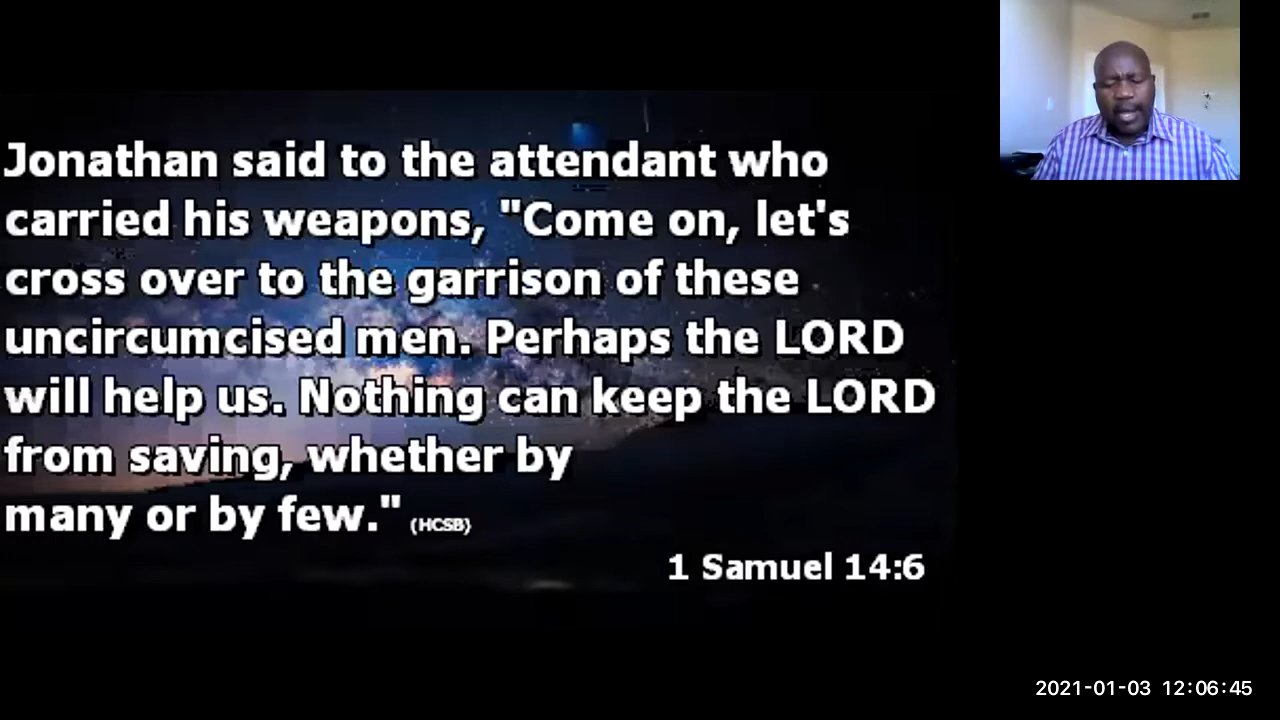 Jonathan said to the attendant who
carried his weapons, "Come on, let's
cross over to the garrison of these
uncircumcised men. Perhaps the LORD
will help us. Nothing can keep the LORD
from saving, whether by
many or by few." (HCSB)
1 Samuel 14:6
2021-01-03 12:06:45